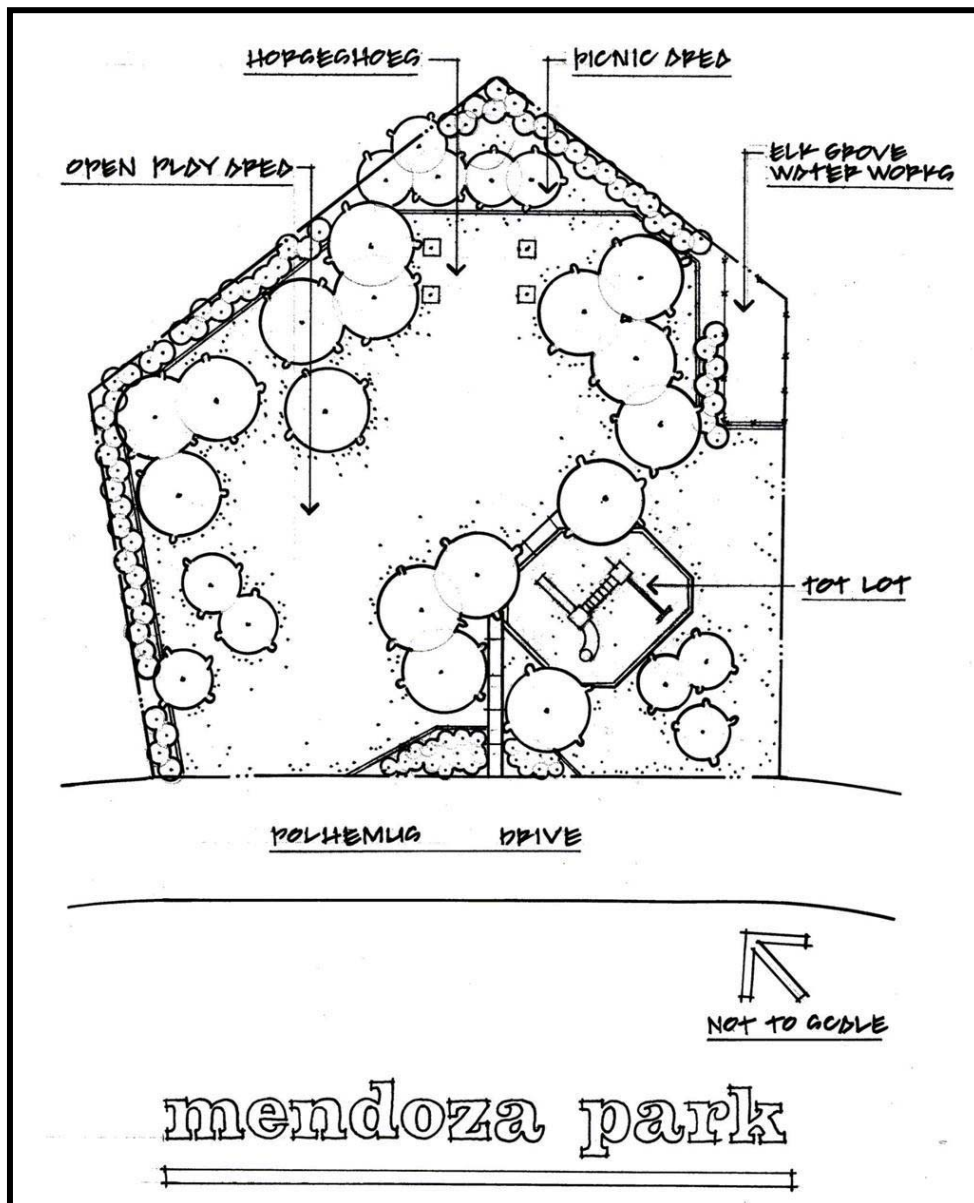 HORSESHOES
PICNIC AREA
OPEN PLAY AREA
ELK GROVE
WATER WORKS
TOT LOT
POLHEMUS DRIVE
NOT TO SCALE
mendoza park